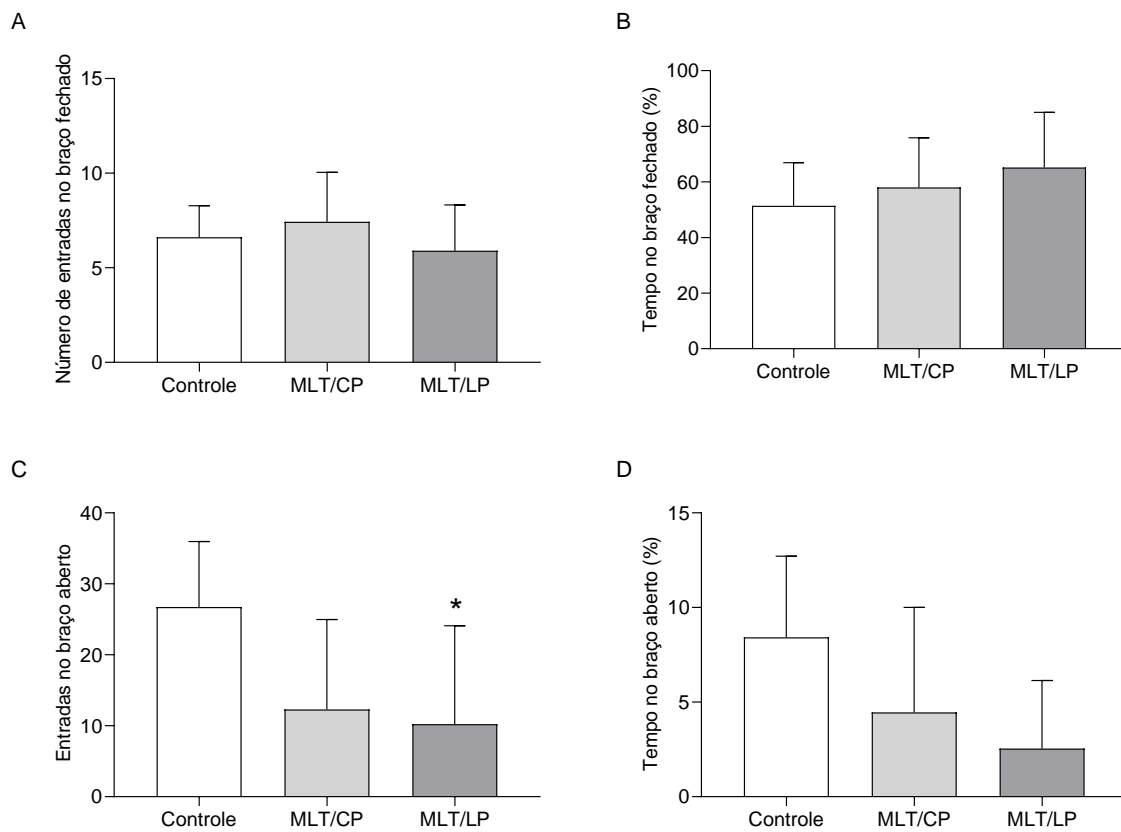 A
Número de entradas no braço fechado
15
10
5
0
Controle MLT/CP MLT/LP
B
Tempo no braço fechado (%)
100
80
60
40
20
0
Controle MLT/CP MLT/LP
C
Entradas no braço aberto
40
30
20
10
0
*
Controle MLT/CP MLT/LP
D
Tempo no braço aberto (%)
15
10
5
0
Controle MLT/CP MLT/LP